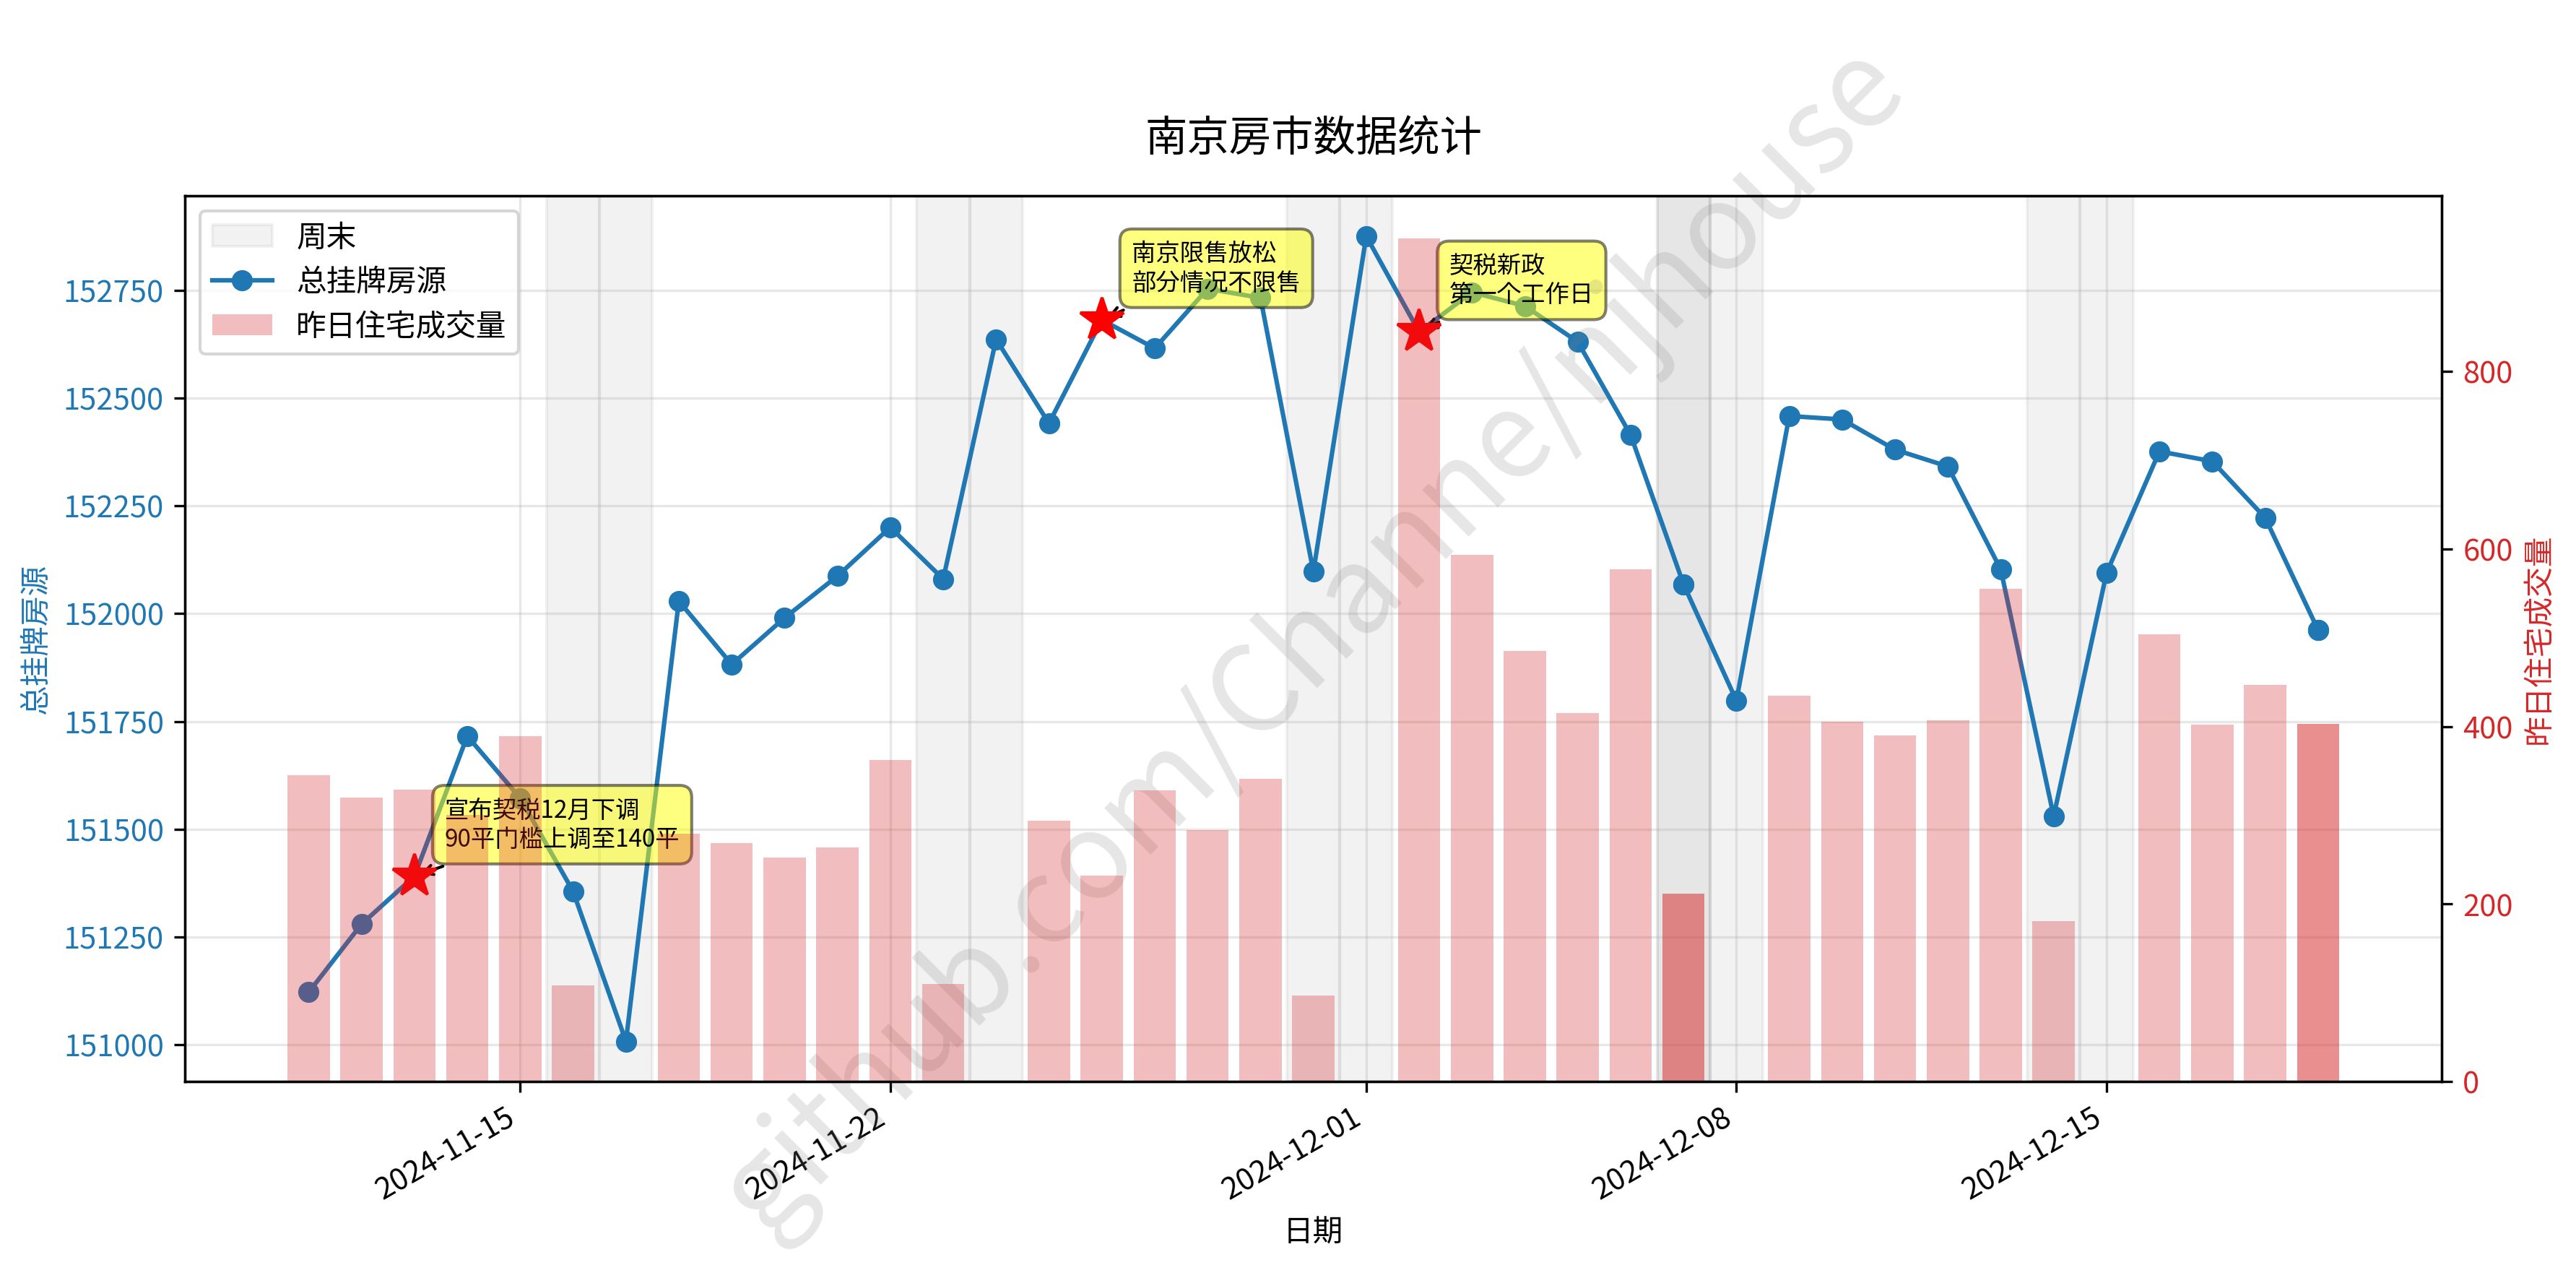 南京房市数据统计
周末
总挂牌房源
昨日住宅成交量
南京限售放松
部分情况不限售
契税新政
第一个工作日
宣布契税12月下调
90平门槛上调至140平
152750
152500
152250
152000
151750
151500
151250
151000
总挂牌房源
800
600
400
200
0
昨日住宅成交量
2024-11-15
2024-11-22
2024-12-01
2024-12-08
2024-12-15
日期
github.com/Channe/njhouse